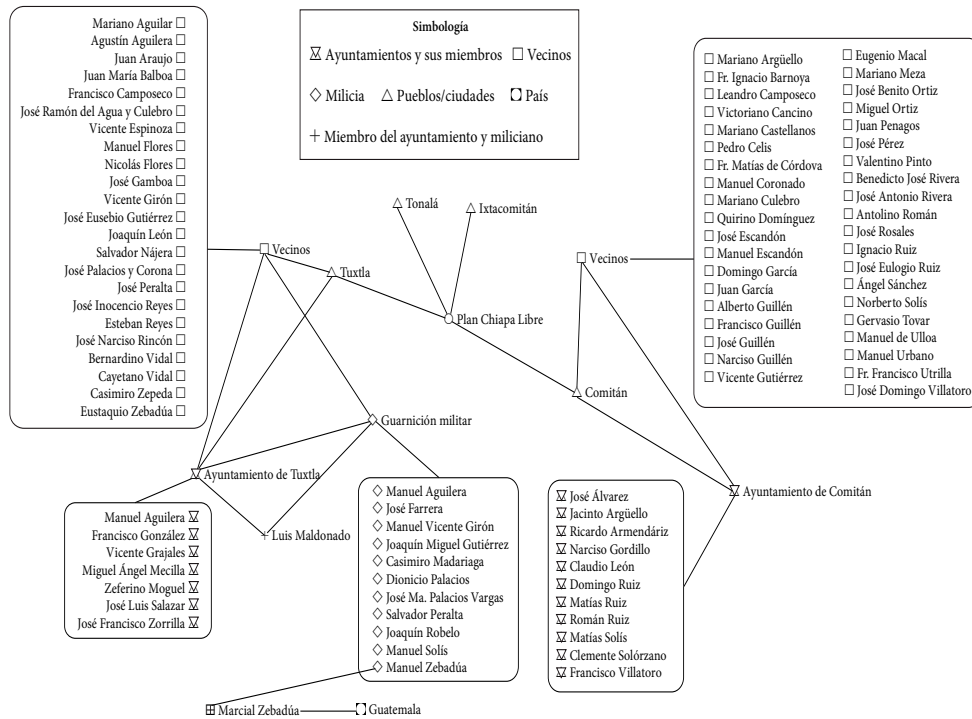 Mariano Aguilar
Agustín Aguilera
Juan Araujo
Juan María Balboa
Francisco Camposeco
José Ramón del Agua y Culebro
Vicente Espinoza
Manuel Flores
Nicolás Flores
José Gamboa
Vicente Girón
José Eusebio Gutiérrez
Joaquín León
Salvador Nájera
José Palacios y Corona
José Peralta
José Inocencio Reyes
Esteban Reyes
José Narciso Rincón
Bernardino Vidal
Cayetano Vidal
Casimiro Zepeda
Eustaquio Zebadúa
Simbología
Ayuntamientos y sus miembros Vecinos
Milicia Pueblos/ciudades País
Miembro del ayuntamiento y miliciano
Mariano Argüello
Fr. Ignacio Barnoya
Leandro Camposeco
Victoriano Cancino
Mariano Castellanos
Pedro Celis
Fr. Matías de Córdova
Manuel Coronado
Mariano Culebro
Quirino Domínguez
José Escandón
Manuel Escandón
Domingo García
Juan García
Alberto Guillén
Francisco Guillén
José Guillén
Narciso Guillén
Vicente Gutiérrez
Eugenio Macal
Mariano Meza
José Benito Ortiz
Miguel Ortiz
Juan Penagos
José Pérez
Valentino Pinto
Benedicto José Rivera
José Antonio Rivera
Antolino Román
José Rosales
Ignacio Ruiz
José Eulogio Ruiz
Ángel Sánchez
Norberto Solís
Gervasio Tovar
Manuel de Ulloa
Manuel Urbano
Fr. Francisco Utrilla
José Domingo Villatoro
Tonalá
Ixtacomitán
Vecinos
Tuxtla
Vecinos
Plan Chiapa Libre
Comitán
Guarnición militar
Ayuntamiento de Tuxtla
Ayuntamiento de Comitán
Luis Maldonado
Manuel Aguilera
Francisco González
Vicente Grajales
Miguel Ángel Mecilla
Zeferino Moguel
José Luis Salazar
José Francisco Zorrilla
Manuel Aguilera
José Farrera
Manuel Vicente Girón
Joaquín Miguel Gutiérrez
Casimiro Madariaga
Dionicio Palacios
José Ma. Palacios Vargas
Salvador Peralta
Joaquín Robelo
Manuel Solís
Manuel Zebadúa
José Álvarez
Jacinto Argüello
Ricardo Armendáriz
Narciso Gordillo
Claudio León
Domingo Ruiz
Matías Ruiz
Román Ruiz
Matías Solís
Clemente Solórzano
Francisco Villatoro
Marcial Zebadúa
Guatemala